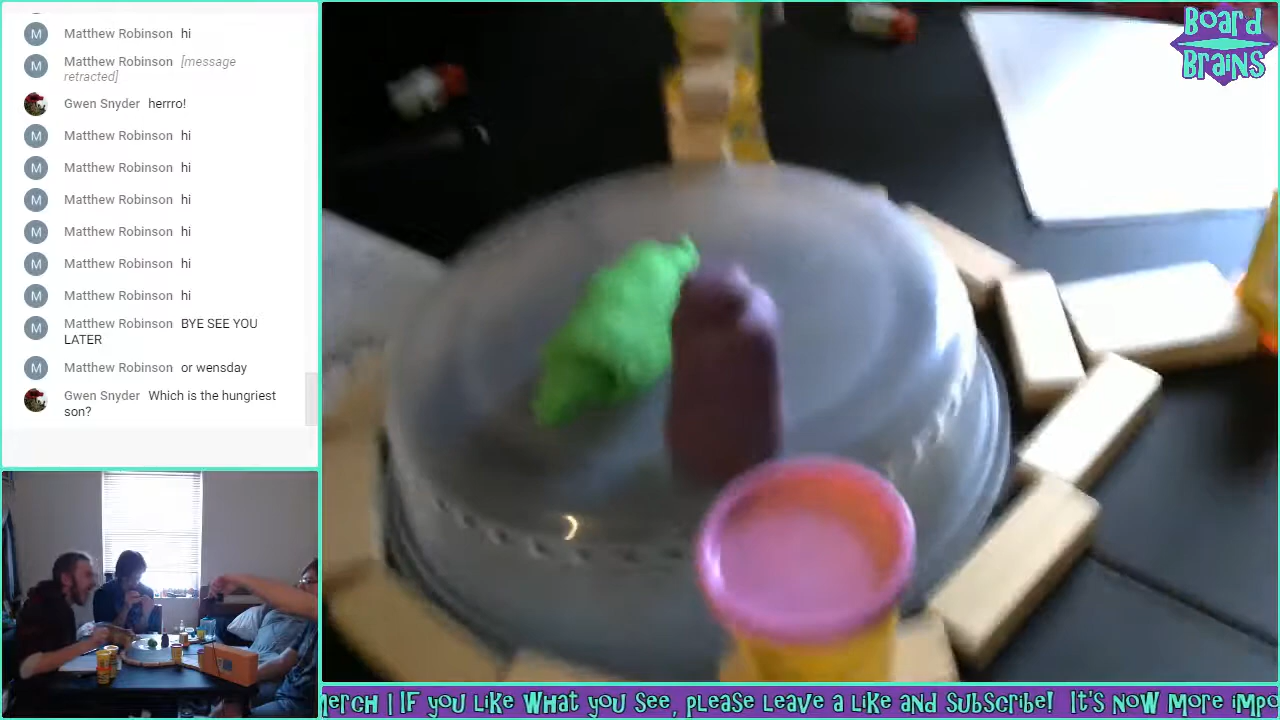 Matthew Robinson hi
Matthew Robinson [message
retracted]
Gwen Snyder herrro!
Matthew Robinson hi
Matthew Robinson hi
Matthew Robinson hi
Matthew Robinson hi
Matthew Robinson hi
Matthew Robinson hi
Matthew Robinson BYE SEE YOU
LATER
Matthew Robinson or wensday
Gwen Snyder Which is the hungriest
son?
Board
Brains
merch | If you like what you see, please leave a like and subscribe! It's now more impo